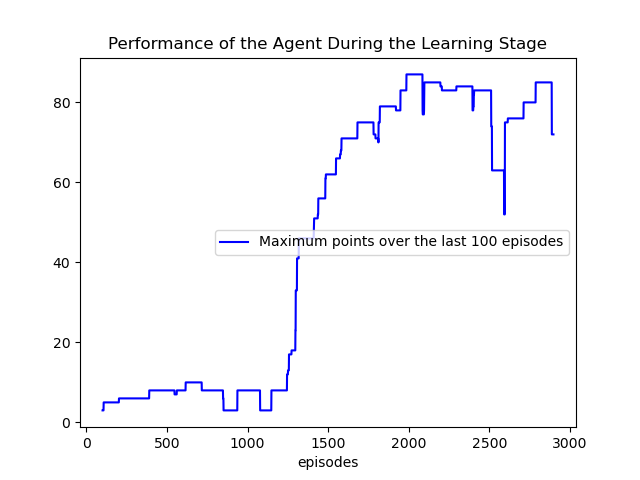 Performance of the Agent During the Learning Stage
80
60
40
20
0
Maximum points over the last 100 episodes
0 500 1000 1500 2000 2500 3000
episodes